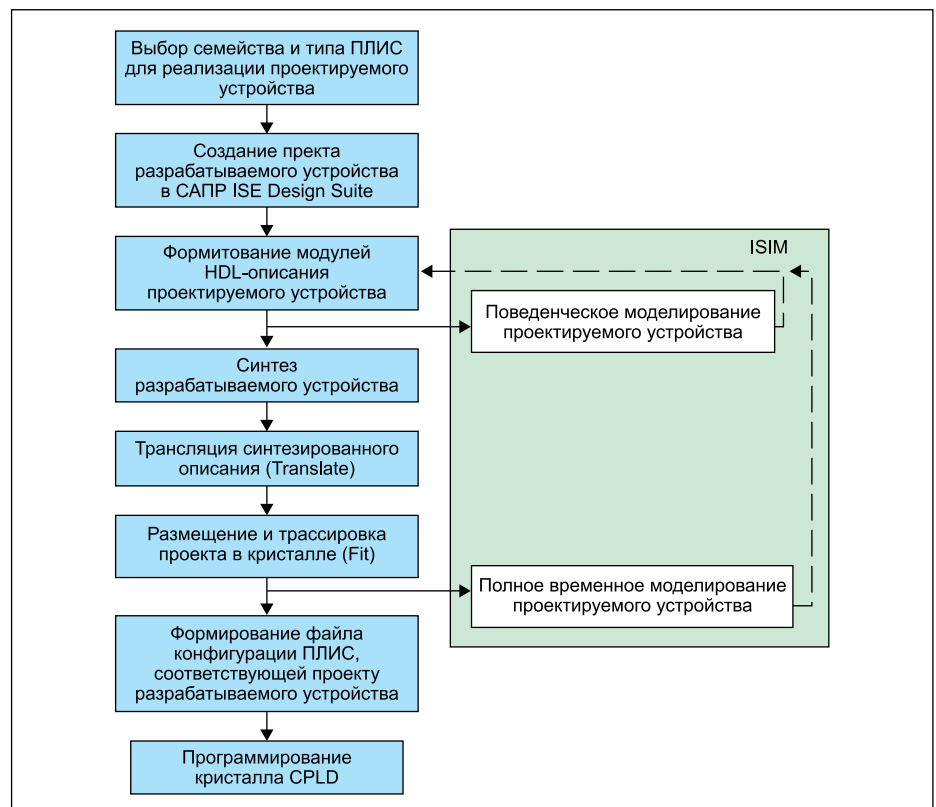 Выбор семейства и типа ПЛИС
для реализации проектируемого
устройства
Создание пректа
разрабатываемого устройства
в САПР ISE Design Suite
Формитование модулей
HDL-описания
проектируемого устройства
ISIM
Поведенческое моделирование
проектируемого устройства
Синтез
разрабатываемого устройства
Трансляция синтезированного
описания (Translate)
Размещение и трассировка
проекта в кристалле (Fit)
Полное временное моделирование
проектируемого устройства
Формирование файла
конфигурации ПЛИС,
соответствующей проекту
разрабатываемого устройства
Программирование
кристалла CPLD